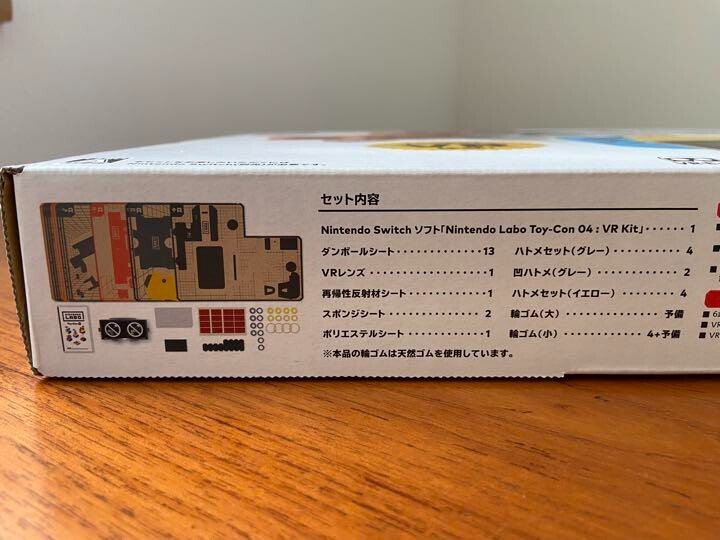 セット内容
Nintendo Switch ソフト「Nintendo Labo Toy-Con 04 : VR Kit」・・・・・・ 1
ダンボールシート・・・・・・・・・・・・・13
ハトメセット(グレー)・・・・・・・・・ 4
VRレンズ・・・・・・・・・・・・・・・・・・1
凹ハトメ(グレー)・・・・・・・・・・・・ 2
再帰性反射材シート・・・・・・・・・・・1
ハトメセット(イエロー)・・・・・・・・ 4
スポンジシート・・・・・・・・・・・・・・ 2
輪ゴム(大)・・・・・・・・・・・・・・・予備
ポリエステルシート・・・・・・・・・・・1
輪ゴム(小)・・・・・・・・・・・・4+予備
※本品の輪ゴムは天然ゴムを使用しています。
LABO